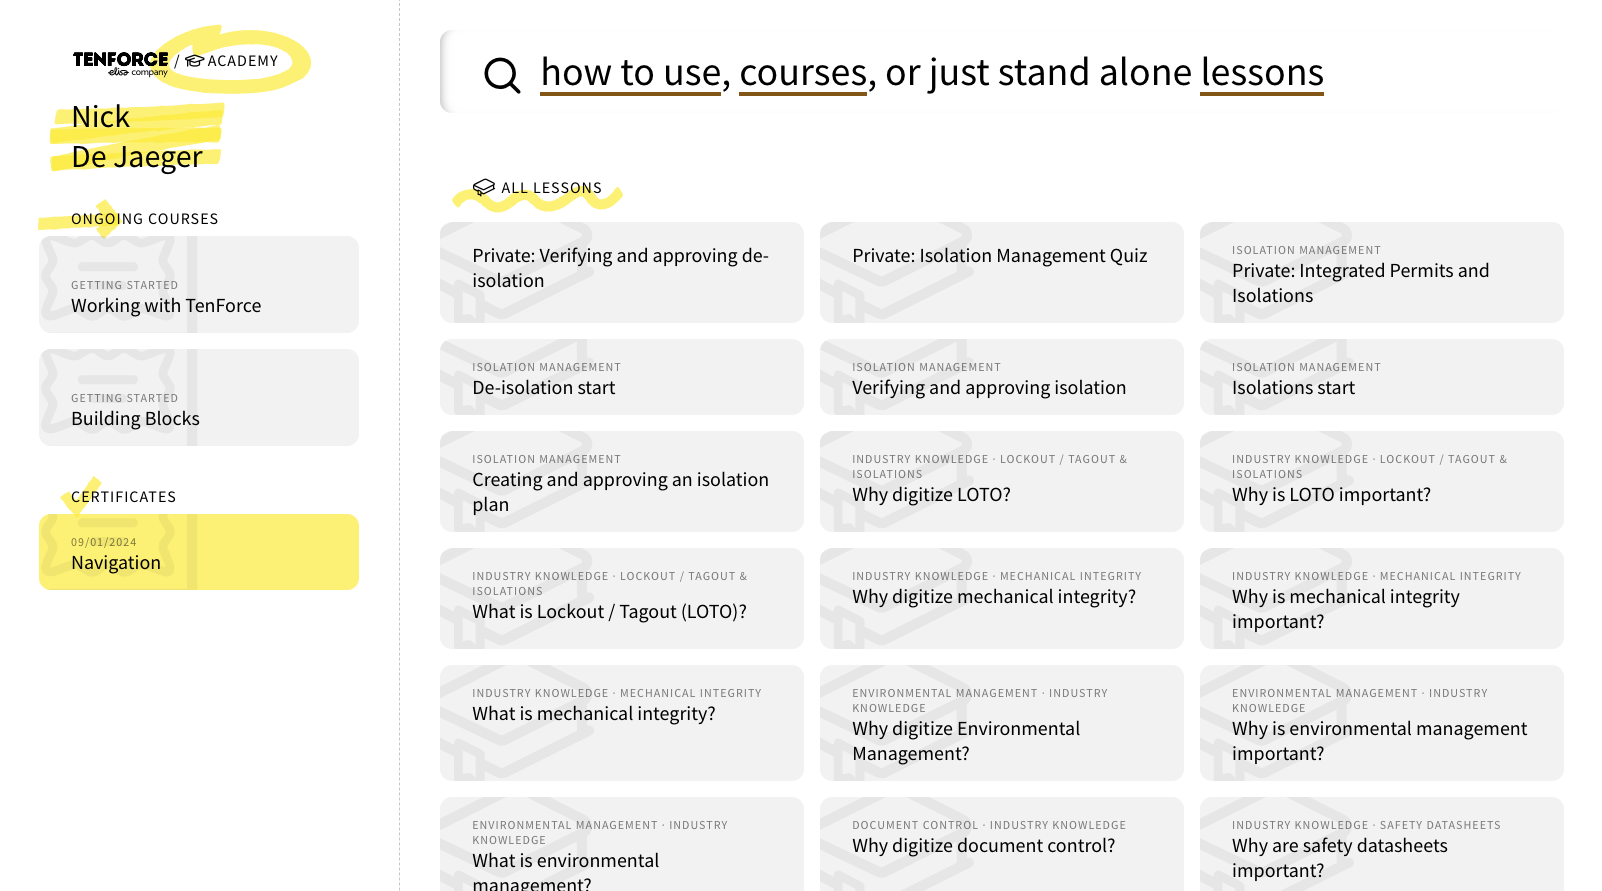 TENFORCE / ACADEMY
elisa company
Nick
De Jaeger
ONGOING COURSES
GETTING STARTED
Working with TenForce
GETTING STARTED
Building Blocks
CERTIFICATES
09/01/2024
Navigation
how to use, courses, or just stand alone lessons
ALL LESSONS
Private: Verifying and approving de-
isolation
Private: Isolation Management Quiz
ISOLATION MANAGEMENT
Private: Integrated Permits and
Isolations
ISOLATION MANAGEMENT
De-isolation start
ISOLATION MANAGEMENT
Verifying and approving isolation
ISOLATION MANAGEMENT
Isolations start
ISOLATION MANAGEMENT
Creating and approving an isolation
plan
INDUSTRY KNOWLEDGE · LOCKOUT / TAGOUT &
ISOLATIONS
Why digitize LOTO?
INDUSTRY KNOWLEDGE · LOCKOUT / TAGOUT &
ISOLATIONS
Why is LOTO important?
INDUSTRY KNOWLEDGE · LOCKOUT / TAGOUT &
ISOLATIONS
What is Lockout / Tagout (LOTO)?
INDUSTRY KNOWLEDGE · MECHANICAL INTEGRITY
Why digitize mechanical integrity?
INDUSTRY KNOWLEDGE · MECHANICAL INTEGRITY
Why is mechanical integrity
important?
INDUSTRY KNOWLEDGE · MECHANICAL INTEGRITY
What is mechanical integrity?
ENVIRONMENTAL MANAGEMENT · INDUSTRY
KNOWLEDGE
Why digitize Environmental
Management?
ENVIRONMENTAL MANAGEMENT · INDUSTRY
KNOWLEDGE
Why is environmental management
important?
ENVIRONMENTAL MANAGEMENT · INDUSTRY
KNOWLEDGE
What is environmental
management?
DOCUMENT CONTROL · INDUSTRY KNOWLEDGE
Why digitize document control?
INDUSTRY KNOWLEDGE · SAFETY DATASHEETS
Why are safety datasheets
important?